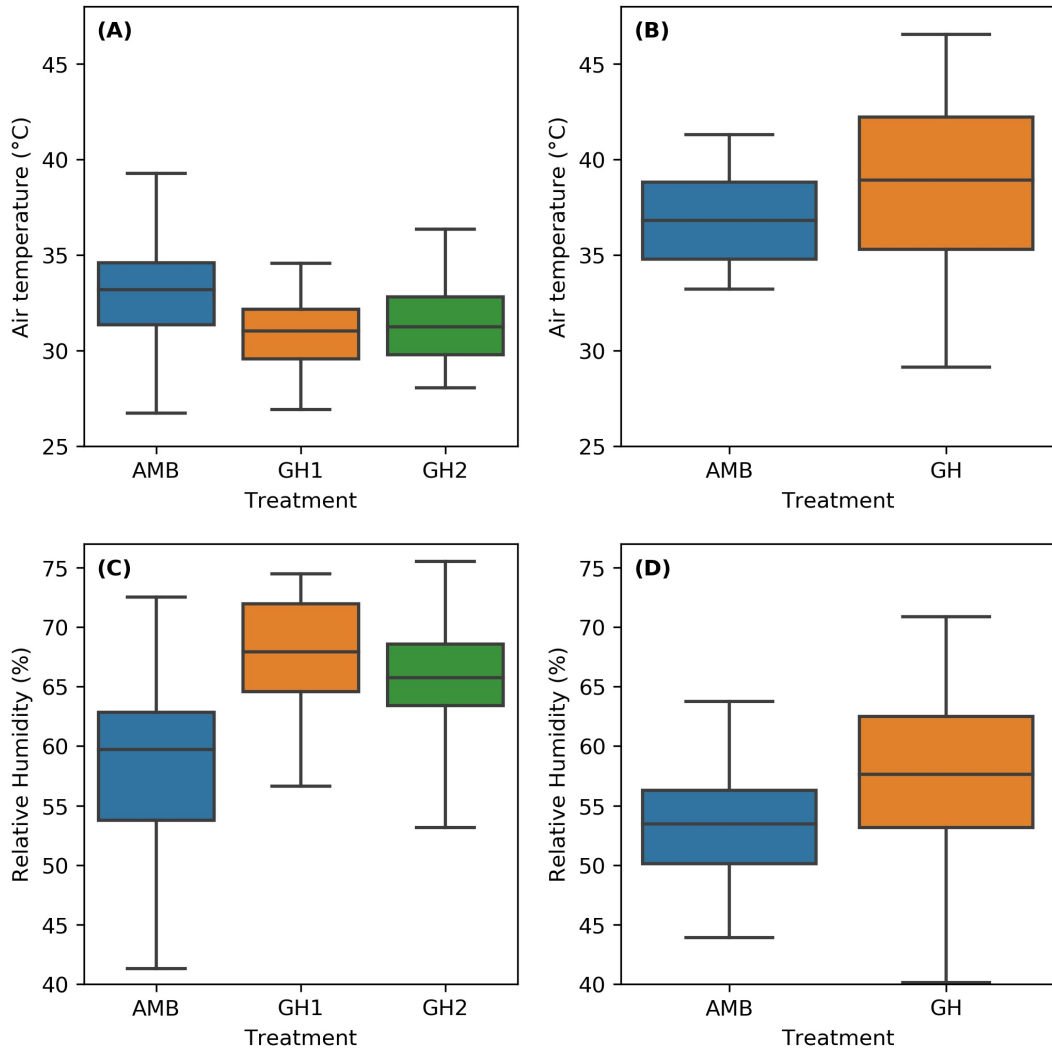 (A)
Air temperature (°C)
45
40
35
30
25
AMB GH1 GH2
Treatment
(B)
Air temperature (°C)
45
40
35
30
25
AMB GH
Treatment
(C)
Relative Humidity (%)
75
70
65
60
55
50
45
40
AMB GH1 GH2
Treatment
(D)
Relative Humidity (%)
75
70
65
60
55
50
45
40
AMB GH
Treatment